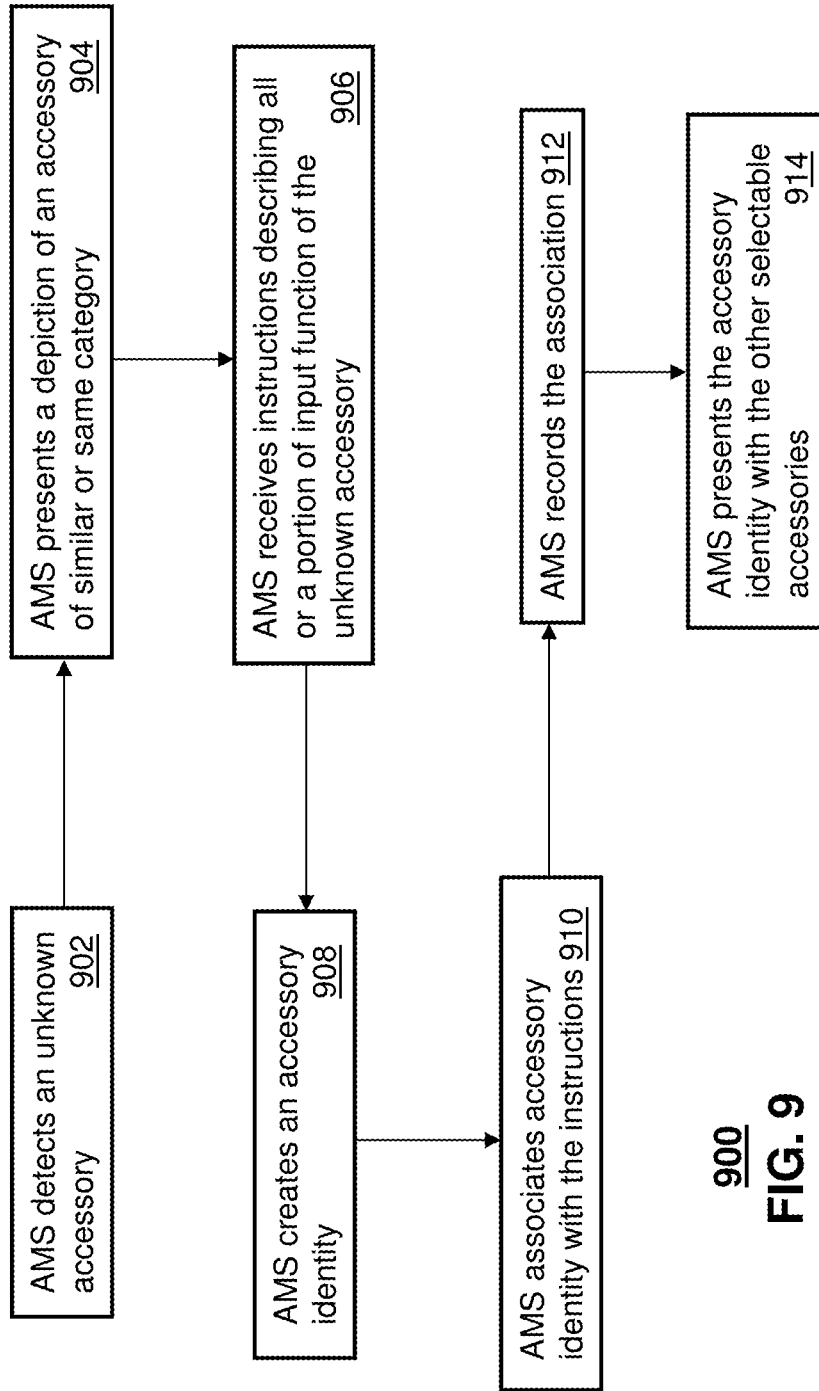 AMS detects an unknown
accessory 902
AMS presents a depiction of an accessory
of similar or same category 904
AMS receives instructions describing all
or a portion of input function of the
unknown accessory 906
AMS creates an accessory
identity 908
AMS associates accessory
identity with the instructions 910
AMS records the association 912
AMS presents the accessory
identity with the other selectable
accessories 914
900
FIG. 9